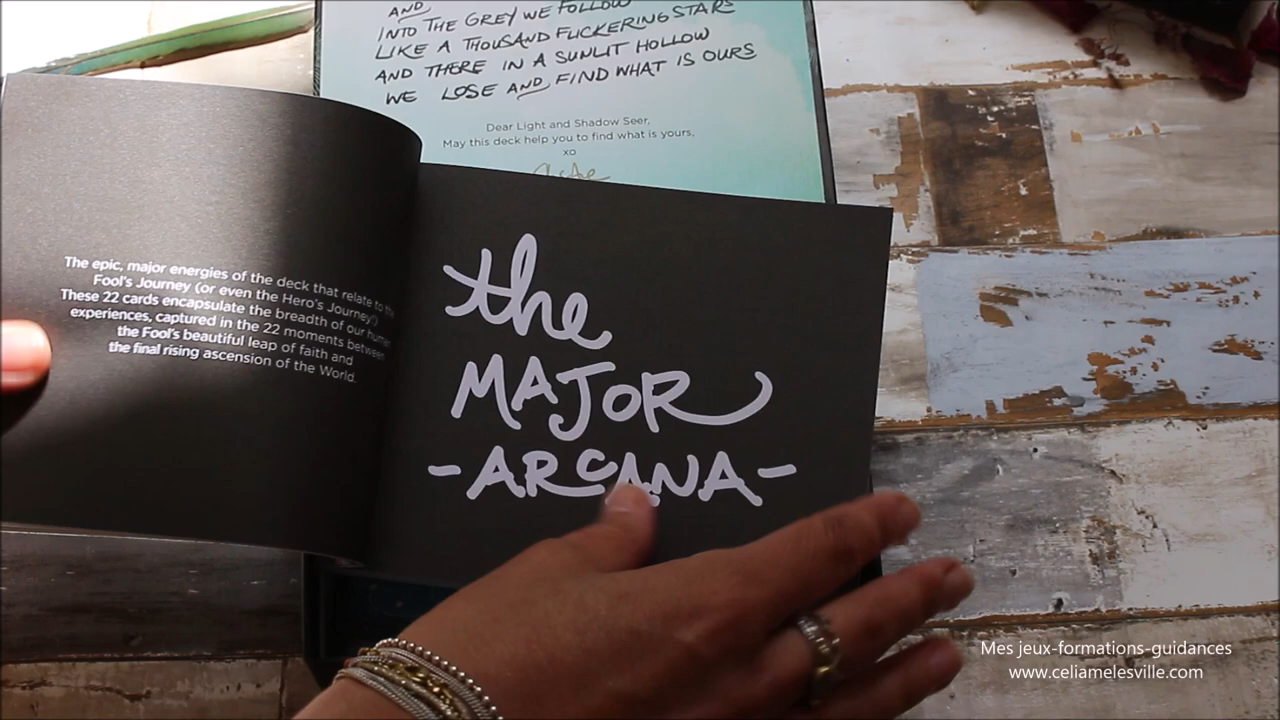 AND
INTO THE GREY WE FOLLOW
LIKE A THOUSAND FLICKERING STARS
AND THERE IN A SUNLIT HOLLOW
WE LOSE AND FIND WHAT IS OURS
Dear Light and Shadow Seer,
May this deck help you to find what is yours,
xo
The epic, major energies of the deck that relate to the
Fool's Journey (or even the Hero's Journey!)
These 22 cards encapsulate the breadth of our human
experiences, captured in the 22 moments between
the Fool's beautiful leap of faith and
the final rising ascension of the World.
the
MAJOR
-ARCANA-
Mes jeux-formations-guidances
www.celiamelesville.com